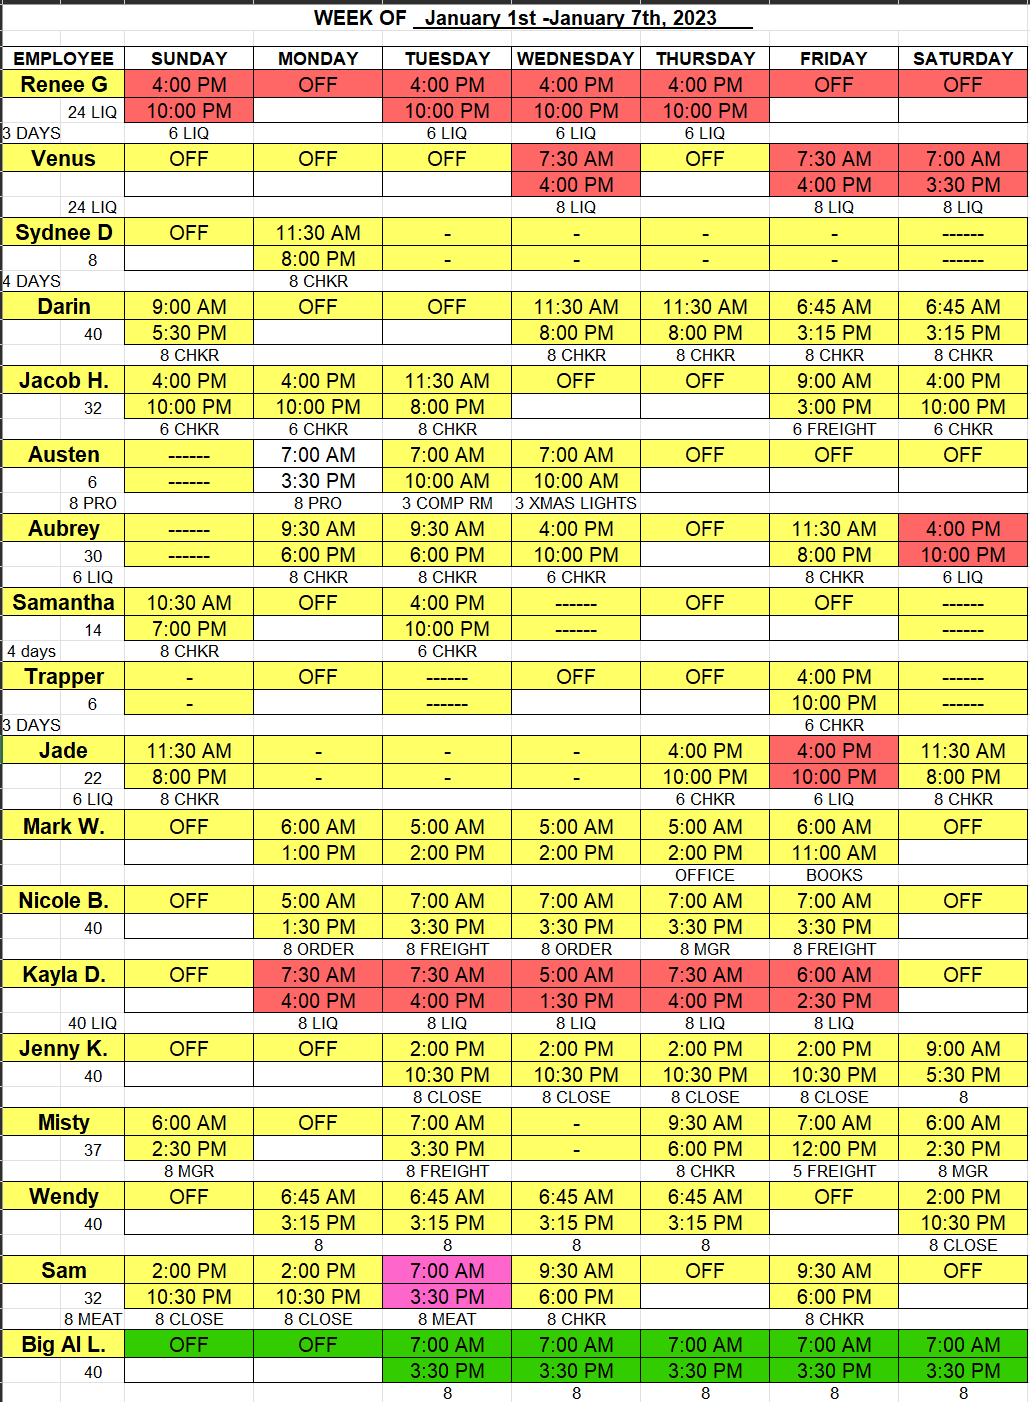 WEEK OF January 1st -January 7th, 2023
EMPLOYEE SUNDAY MONDAY TUESDAY WEDNESDAY THURSDAY FRIDAY SATURDAY
Renee G 4:00 PM OFF 4:00 PM 4:00 PM 4:00 PM OFF OFF
24 LIQ 10:00 PM 10:00 PM 10:00 PM 10:00 PM
3 DAYS 6 LIQ 6 LIQ 6 LIQ 6 LIQ
Venus OFF OFF OFF 7:30 AM OFF 7:30 AM 7:00 AM
4:00 PM 4:00 PM 3:30 PM
24 LIQ 8 LIQ 8 LIQ 8 LIQ
Sydnee D OFF 11:30 AM - - - - ------
8 8:00 PM - - - - ------
4 DAYS 8 CHKR
Darin 9:00 AM OFF OFF 11:30 AM 11:30 AM 6:45 AM 6:45 AM
40 5:30 PM 8:00 PM 8:00 PM 3:15 PM 3:15 PM
8 CHKR 8 CHKR 8 CHKR 8 CHKR 8 CHKR
Jacob H. 4:00 PM 4:00 PM 11:30 AM OFF OFF 9:00 AM 4:00 PM
32 10:00 PM 10:00 PM 8:00 PM 3:00 PM 10:00 PM
6 CHKR 6 CHKR 8 CHKR 6 FREIGHT 6 CHKR
Austen ------ 7:00 AM 7:00 AM 7:00 AM OFF OFF OFF
6 ------ 3:30 PM 10:00 AM 10:00 AM
8 PRO 8 PRO 3 COMP RM 3 XMAS LIGHTS
Aubrey ------ 9:30 AM 9:30 AM 4:00 PM OFF 11:30 AM 4:00 PM
30 ------ 6:00 PM 6:00 PM 10:00 PM 8:00 PM 10:00 PM
6 LIQ 8 CHKR 8 CHKR 6 CHKR 8 CHKR 6 LIQ
Samantha 10:30 AM OFF 4:00 PM ------ OFF OFF ------
14 7:00 PM 10:00 PM ------ ------
4 days 8 CHKR 6 CHKR
Trapper - OFF ------ OFF OFF 4:00 PM ------
6 - ------ 10:00 PM ------
3 DAYS 6 CHKR
Jade 11:30 AM - - - 4:00 PM 4:00 PM 11:30 AM
22 8:00 PM - - - 10:00 PM 10:00 PM 8:00 PM
6 LIQ 8 CHKR 6 CHKR 6 LIQ 8 CHKR
Mark W. OFF 6:00 AM 5:00 AM 5:00 AM 5:00 AM 6:00 AM OFF
1:00 PM 2:00 PM 2:00 PM 2:00 PM 11:00 AM
OFFICE BOOKS
Nicole B. OFF 5:00 AM 7:00 AM 7:00 AM 7:00 AM 7:00 AM OFF
40 1:30 PM 3:30 PM 3:30 PM 3:30 PM 3:30 PM
8 ORDER 8 FREIGHT 8 ORDER 8 MGR 8 FREIGHT
Kayla D. OFF 7:30 AM 7:30 AM 5:00 AM 7:30 AM 6:00 AM OFF
4:00 PM 4:00 PM 1:30 PM 4:00 PM 2:30 PM
40 LIQ 8 LIQ 8 LIQ 8 LIQ 8 LIQ 8 LIQ
Jenny K. OFF OFF 2:00 PM 2:00 PM 2:00 PM 2:00 PM 9:00 AM
40 10:30 PM 10:30 PM 10:30 PM 10:30 PM 5:30 PM
8 CLOSE 8 CLOSE 8 CLOSE 8 CLOSE 8
Misty 6:00 AM OFF 7:00 AM - 9:30 AM 7:00 AM 6:00 AM
37 2:30 PM 3:30 PM - 6:00 PM 12:00 PM 2:30 PM
8 MGR 8 FREIGHT 8 CHKR 5 FREIGHT 8 MGR
Wendy OFF 6:45 AM 6:45 AM 6:45 AM 6:45 AM OFF 2:00 PM
40 3:15 PM 3:15 PM 3:15 PM 3:15 PM 10:30 PM
8 8 8 8 8 CLOSE
Sam 2:00 PM 2:00 PM 7:00 AM 9:30 AM OFF 9:30 AM OFF
32 10:30 PM 10:30 PM 3:30 PM 6:00 PM 6:00 PM
8 MEAT 8 CLOSE 8 CLOSE 8 MEAT 8 CHKR 8 CHKR
Big Al L. OFF OFF 7:00 AM 7:00 AM 7:00 AM 7:00 AM 7:00 AM
40 3:30 PM 3:30 PM 3:30 PM 3:30 PM 3:30 PM
8 8 8 8 8